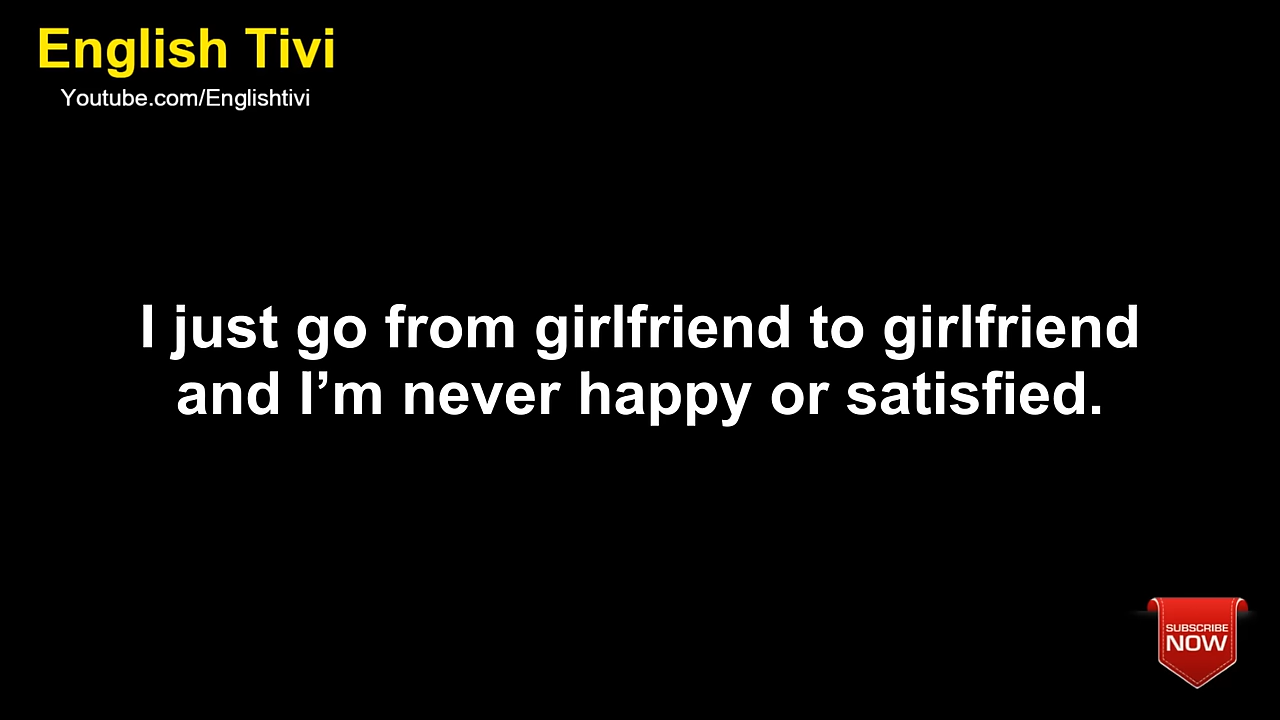 English Tivi
Youtube.com/Englishtivi
I just go from girlfriend to girlfriend
and I’m never happy or satisfied.
SUBSCRIBE
NOW